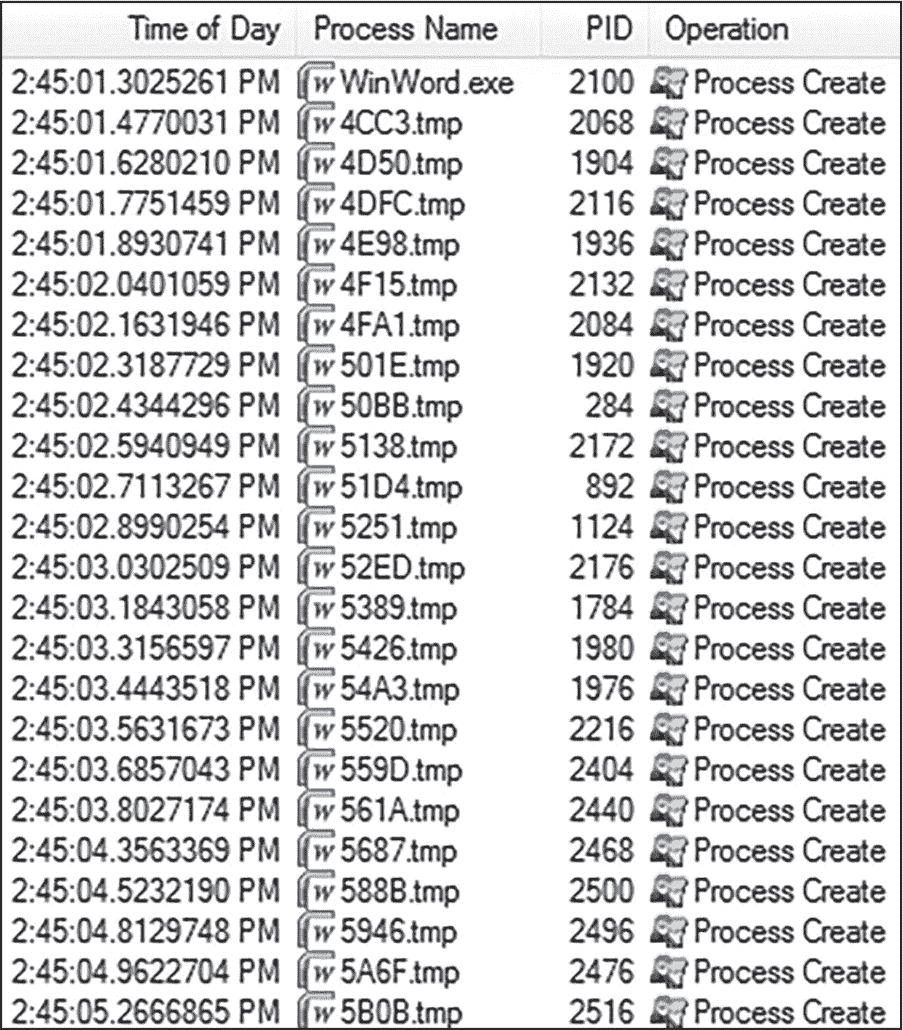 Time of Day Process Name PID Operation
2:45:01.3025261 PM WinWord.exe 2100 Process Create
2:45:01.4770031 PM 4CC3.tmp 2068 Process Create
2:45:01.6280210 PM 4D50.tmp 1904 Process Create
2:45:01.7751459 PM 4DFC.tmp 2116 Process Create
2:45:01.8930741 PM 4E98.tmp 1936 Process Create
2:45:02.0401059 PM 4F15.tmp 2132 Process Create
2:45:02.1631946 PM 4FA1.tmp 2084 Process Create
2:45:02.3187729 PM 501E.tmp 1920 Process Create
2:45:02.4344296 PM 50BB.tmp 284 Process Create
2:45:02.5940949 PM 5138.tmp 2172 Process Create
2:45:02.7113267 PM 51D4.tmp 892 Process Create
2:45:02.8990254 PM 5251.tmp 1124 Process Create
2:45:03.0302509 PM 52ED.tmp 2176 Process Create
2:45:03.1843058 PM 5389.tmp 1784 Process Create
2:45:03.3156597 PM 5426.tmp 1980 Process Create
2:45:03.4443518 PM 54A3.tmp 1976 Process Create
2:45:03.5631673 PM 5520.tmp 2216 Process Create
2:45:03.6857043 PM 559D.tmp 2404 Process Create
2:45:03.8027174 PM 561A.tmp 2440 Process Create
2:45:04.3563369 PM 5687.tmp 2468 Process Create
2:45:04.5232190 PM 588B.tmp 2500 Process Create
2:45:04.8129748 PM 5946.tmp 2496 Process Create
2:45:04.9622704 PM 5A6F.tmp 2476 Process Create
2:45:05.2666865 PM 5B0B.tmp 2516 Process Create